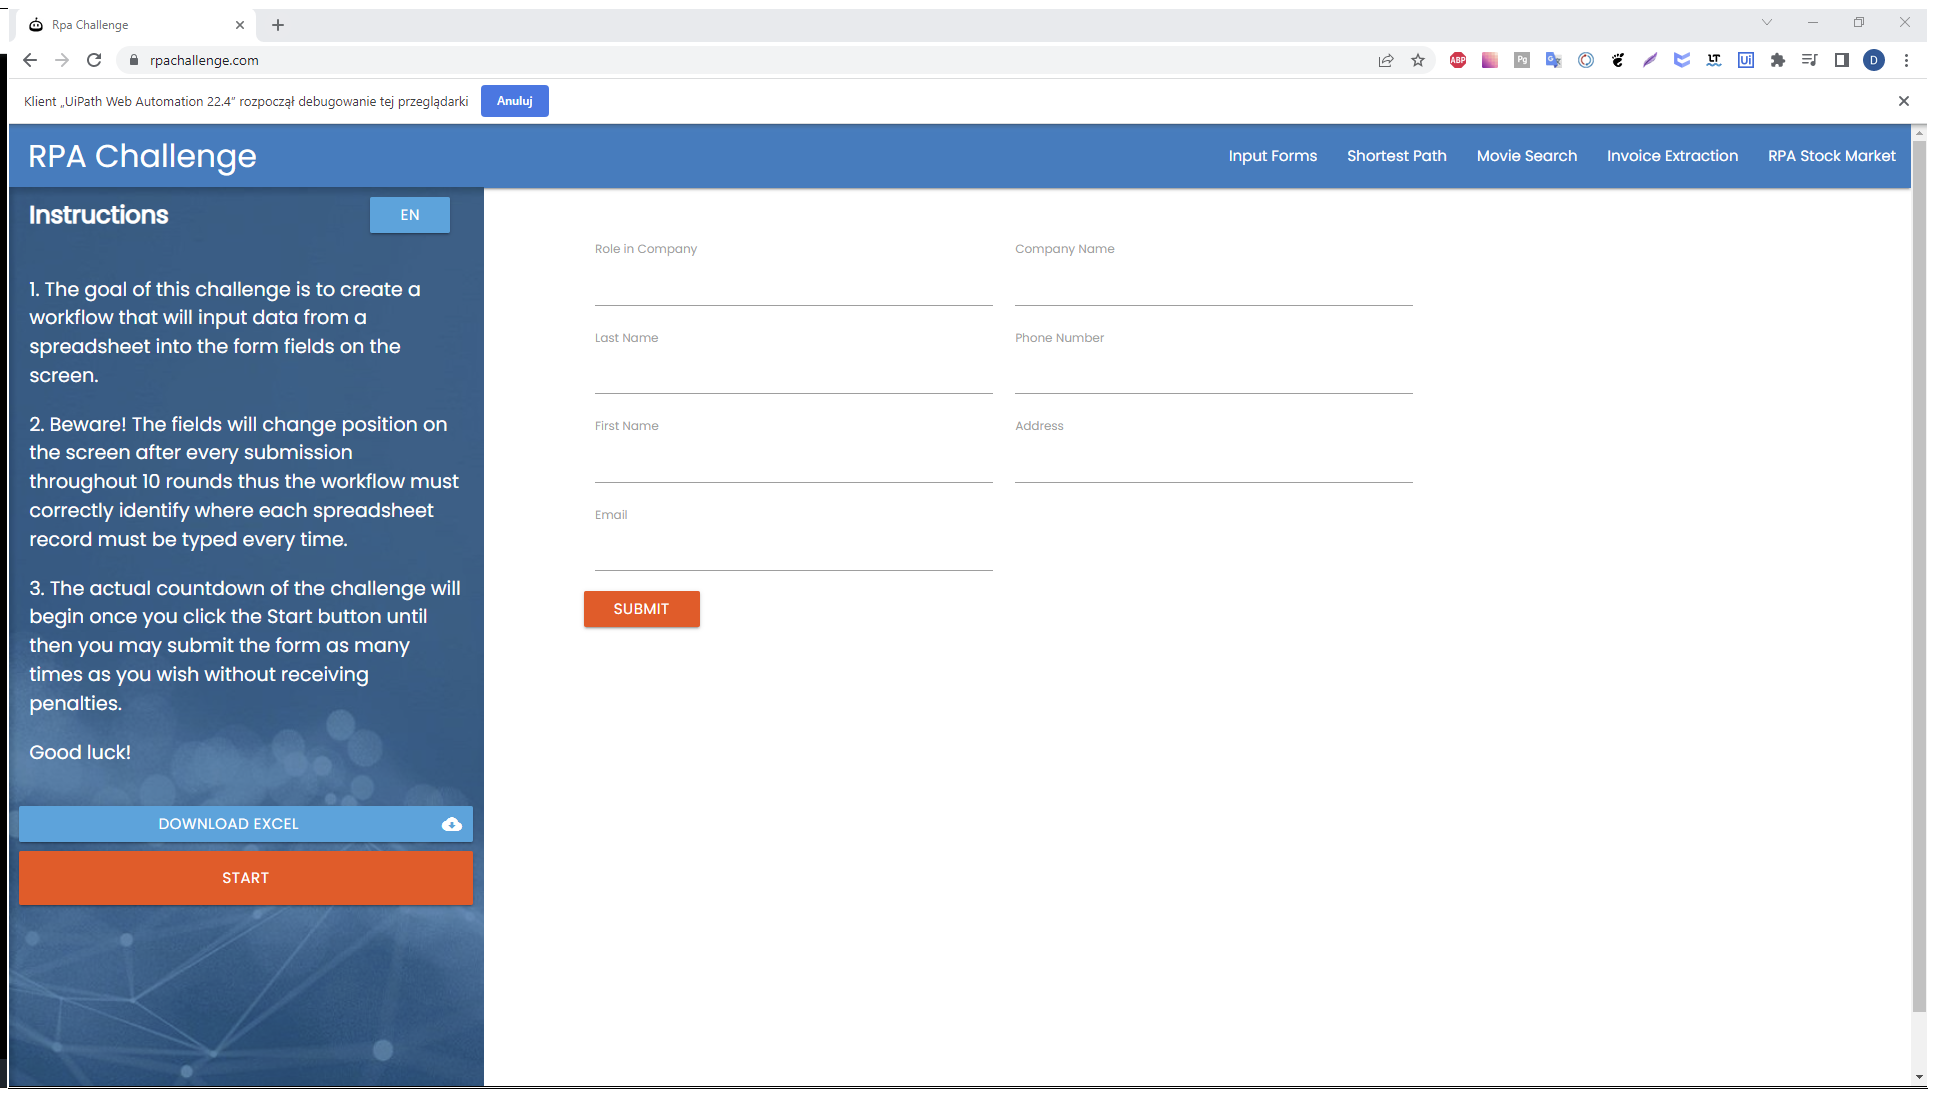 Rpa Challenge
rpachallenge.com
ABP
Pg
LT
Ui
D
Klient „UiPath Web Automation 22.4” rozpoczął debugowanie tej przeglądarki
Anuluj
RPA Challenge
Input Forms
Shortest Path
Movie Search
Invoice Extraction
RPA Stock Market
Instructions
EN
1. The goal of this challenge is to create a
workflow that will input data from a
spreadsheet into the form fields on the
screen.
2. Beware! The fields will change position on
the screen after every submission
throughout 10 rounds thus the workflow must
correctly identify where each spreadsheet
record must be typed every time.
3. The actual countdown of the challenge will
begin once you click the Start button until
then you may submit the form as many
times as you wish without receiving
penalties.
Good luck!
DOWNLOAD EXCEL
START
Role in Company
Company Name
Last Name
Phone Number
First Name
Address
Email
SUBMIT